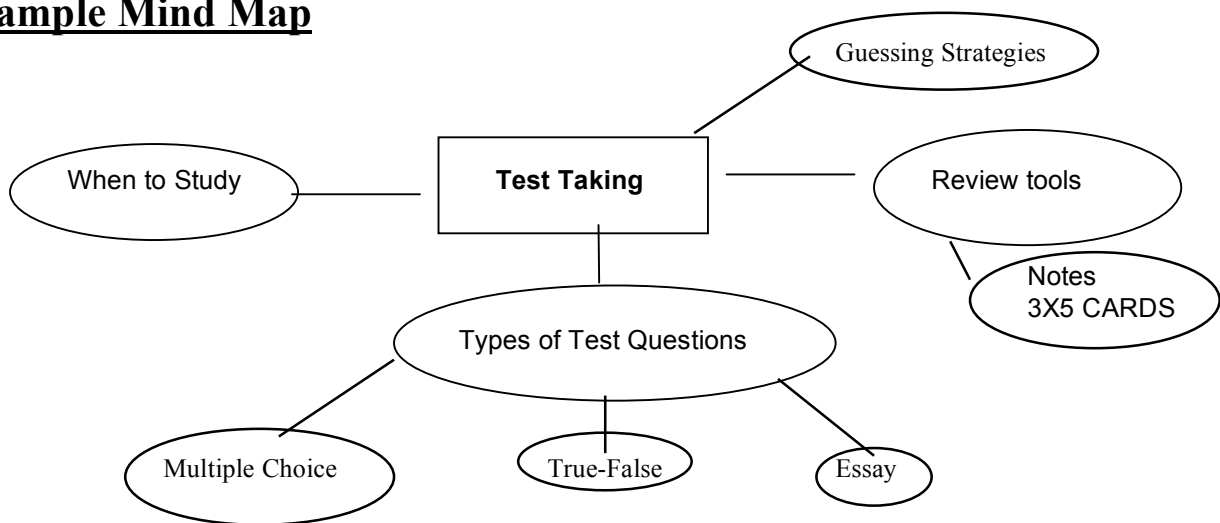 ample Mind Map
Guessing Strategies
When to Study
Test Taking
Review tools
Notes
3X5 CARDS
Types of Test Questions
Multiple Choice
True-False
Essay